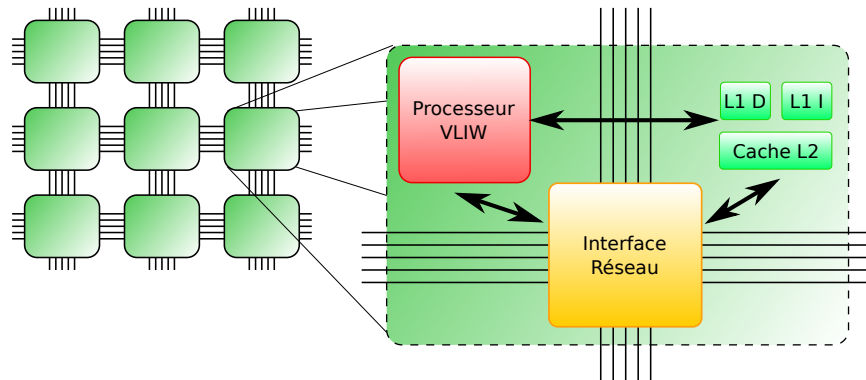 Processeur
VLIW
L1 D
L1 I
Cache L2
Interface
Réseau